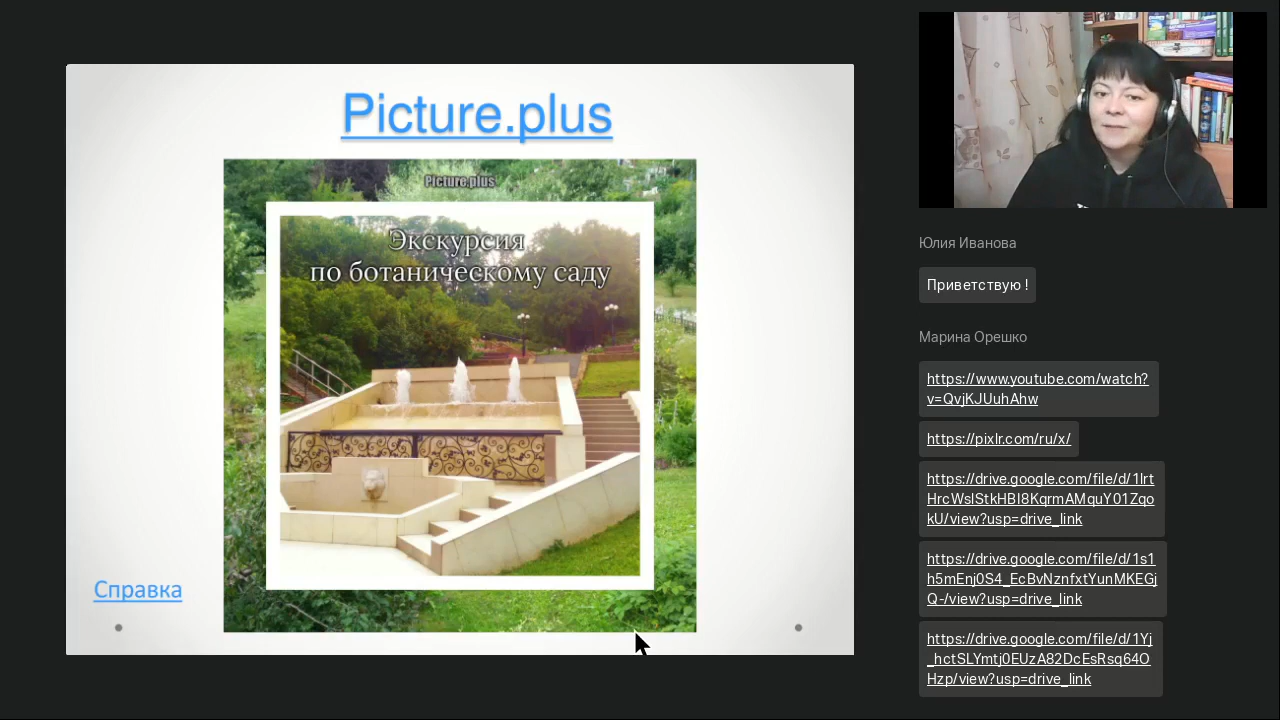 Picture.plus
Picture.plus
Экскурсия
по ботаническому саду
Справка
Юлия Иванова
Приветствую !
Марина Орешко
https://www.youtube.com/watch?
v=QvjKJUuhAhw
https://pixlr.com/ru/x/
https://drive.google.com/file/d/1Irt
HrcWsIStkHBI8KqrmAMquY01Zqo
kU/view?usp=drive_link
https://drive.google.com/file/d/1s1
h5mEnj0S4_EcBvNznfxtYunMKEGj
Q-/view?usp=drive_link
https://drive.google.com/file/d/1Yj
_hctSLYmtj0EUzA82DcEsRsq64O
Hzp/view?usp=drive_link